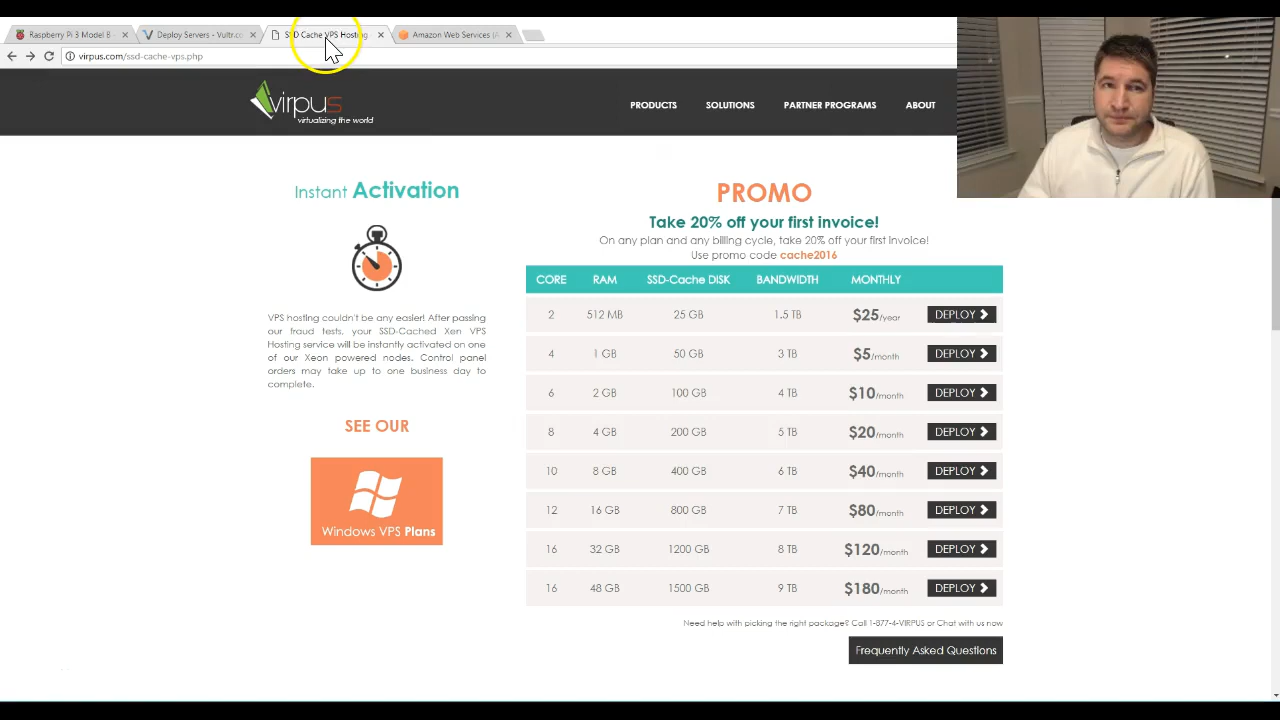 Raspberry Pi 3 Model B -
Deploy Servers - Vultr.co
SSD Cache VPS Hosting
Amazon Web Services (A
virpus.com/ssd-cache-vps.php
virpus
virtualizing the world
PRODUCTS
SOLUTIONS
PARTNER PROGRAMS
ABOUT
Instant Activation
VPS hosting couldn't be any easier! After passing
our fraud tests, your SSD-Cached Xen VPS
Hosting service will be instantly activated on one
of our Xeon powered nodes. Control panel
orders may take up to one business day to
complete.
SEE OUR
Windows VPS Plans
PROMO
Take 20% off your first invoice!
On any plan and any billing cycle, take 20% off your first invoice!
Use promo code cache2016
CORE RAM SSD-Cache DISK BANDWIDTH MONTHLY
2 512 MB 25 GB 1.5 TB $25/year DEPLOY
4 1 GB 50 GB 3 TB $5/month DEPLOY
6 2 GB 100 GB 4 TB $10/month DEPLOY
8 4 GB 200 GB 5 TB $20/month DEPLOY
10 8 GB 400 GB 6 TB $40/month DEPLOY
12 16 GB 800 GB 7 TB $80/month DEPLOY
16 32 GB 1200 GB 8 TB $120/month DEPLOY
16 48 GB 1500 GB 9 TB $180/month DEPLOY
Need help with picking the right package? Call 1-877-4-VIRPUS or Chat with us now
Frequently Asked Questions